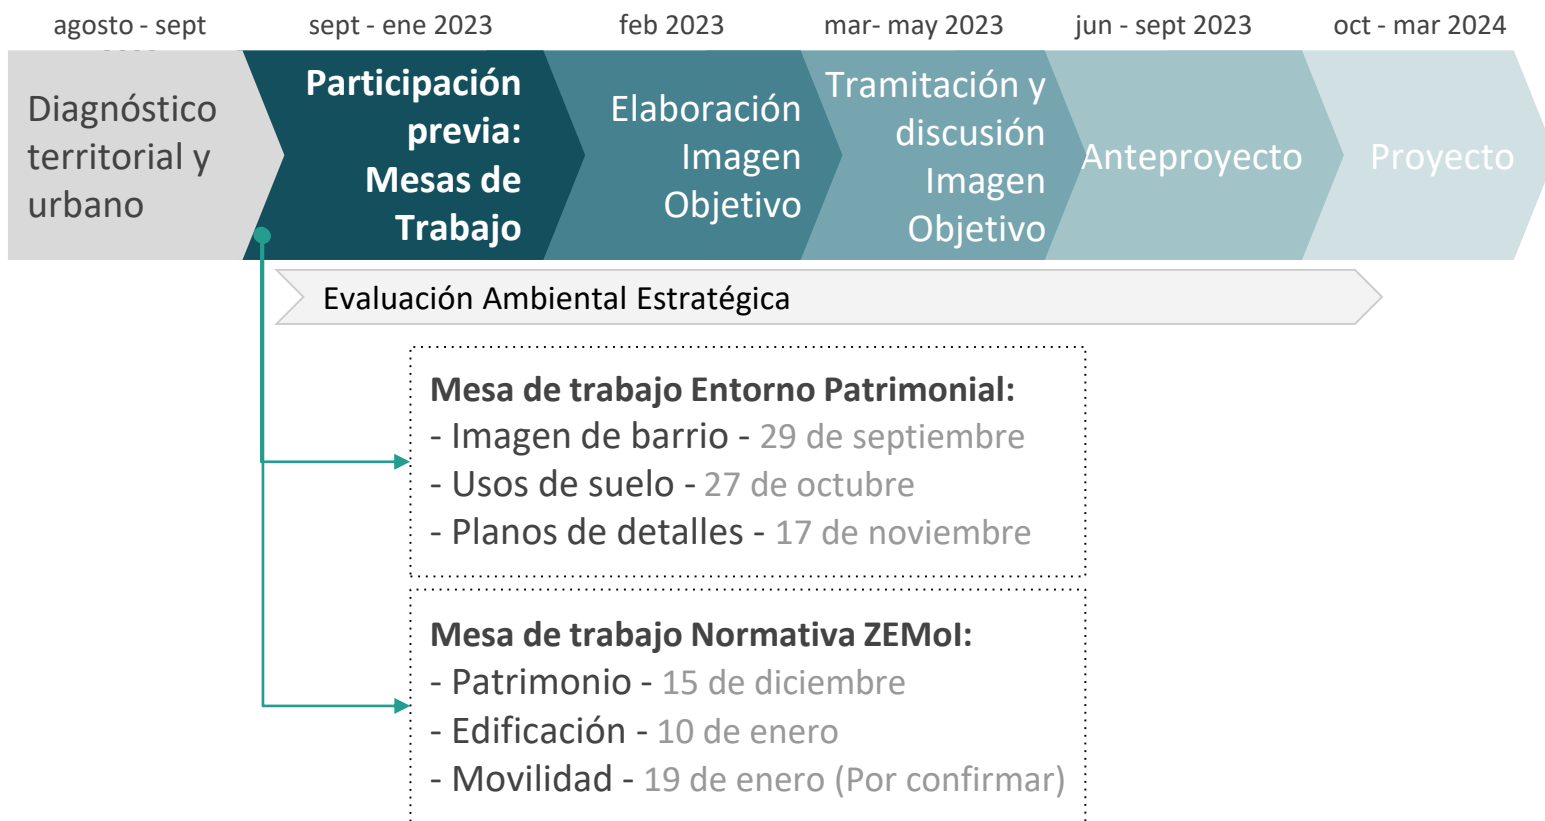 agosto - sept
sept - ene 2023
feb 2023
mar- may 2023
jun - sept 2023
oct - mar 2024
Diagnóstico
territorial y
urbano
Participación
previa:
Mesas de
Trabajo
Elaboración
Imagen
Objetivo
Tramitación y
discusión
Imagen
Objetivo
Anteproyecto
Proyecto
Evaluación Ambiental Estratégica
Mesa de trabajo Entorno Patrimonial:
- Imagen de barrio - 29 de septiembre
- Usos de suelo - 27 de octubre
- Planos de detalles - 17 de noviembre
Mesa de trabajo Normativa ZEMoI:
- Patrimonio - 15 de diciembre
- Edificación - 10 de enero
- Movilidad - 19 de enero (Por confirmar)